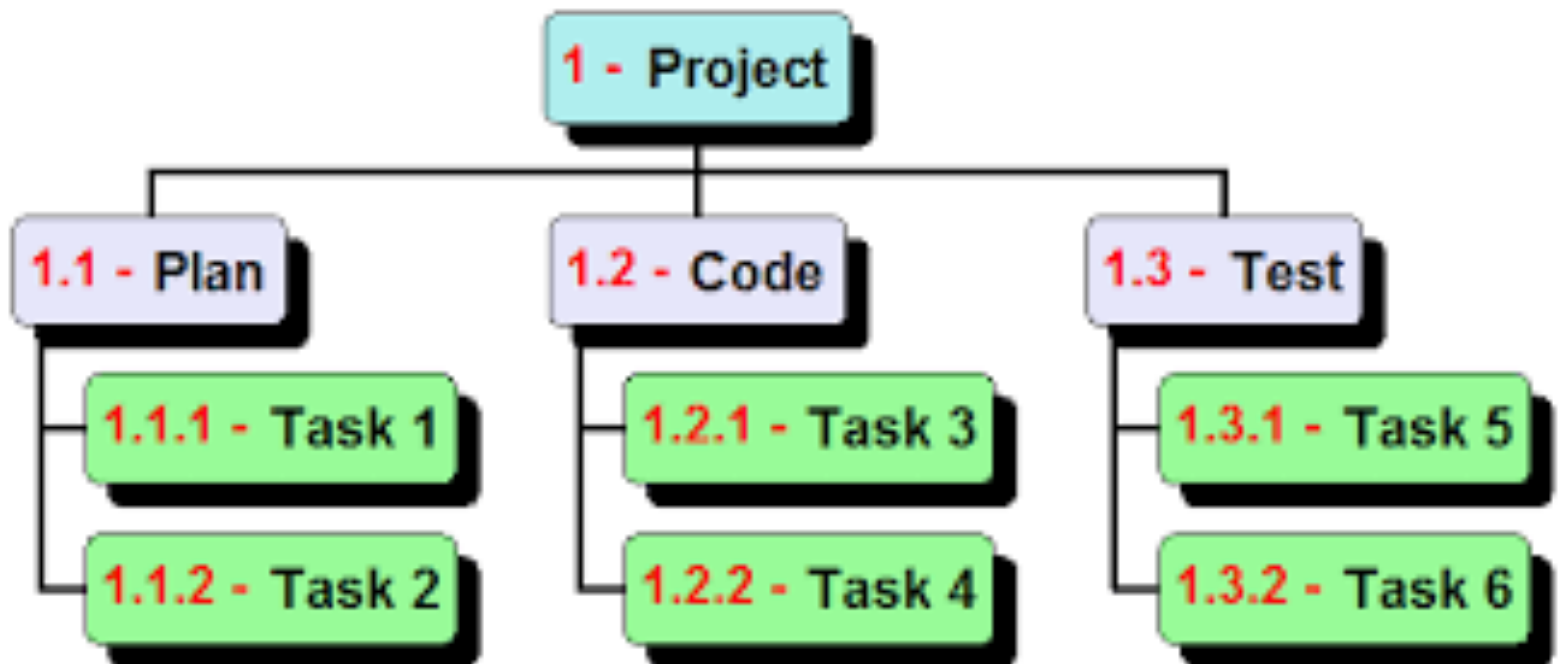 1 - Project
1.1 - Plan
1.2 - Code
1.3 - Test
1.1.1 - Task 1
1.2.1 - Task 3
1.3.1 - Task 5
1.1.2 - Task 2
1.2.2 - Task 4
1.3.2 - Task 6